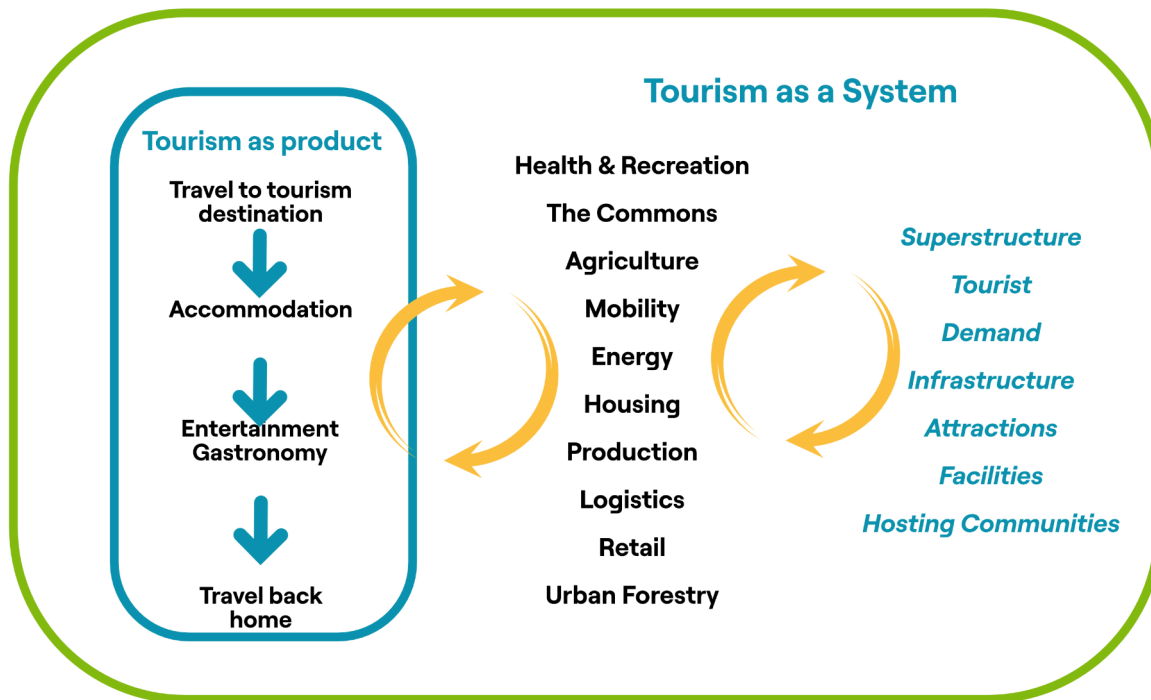 Tourism as a System
Tourism as product
Travel to tourism
destination
Accommodation
Entertainment
Gastronomy
Travel back
home
Health & Recreation
The Commons
Agriculture
Mobility
Energy
Housing
Production
Logistics
Retail
Urban Forestry
Superstructure
Tourist
Demand
Infrastructure
Attractions
Facilities
Hosting Communities